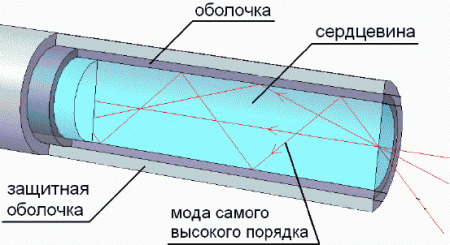 оболочка
сердцевина
защитная
оболочка
мода самого
высокого порядка